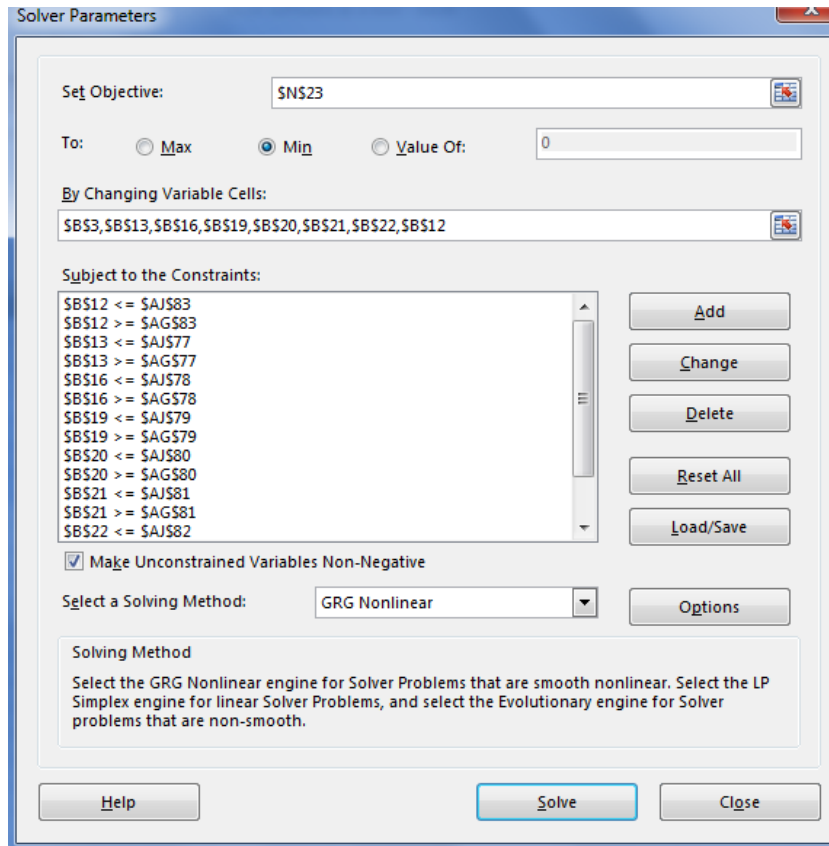 Solver Parameters
Set Objective:
$N$23
To:
Max
Min
Value Of:
0
By Changing Variable Cells:
$B$3,$B$13,$B$16,$B$19,$B$20,$B$21,$B$22,$B$12
Subject to the Constraints:
$B$12 <= $AJ$83
$B$12 >= $AG$83
$B$13 <= $AJ$77
$B$13 >= $AG$77
$B$16 <= $AJ$78
$B$16 >= $AG$78
$B$19 <= $AJ$79
$B$19 >= $AG$79
$B$20 <= $AJ$80
$B$20 >= $AG$80
$B$21 <= $AJ$81
$B$21 >= $AG$81
$B$22 <= $AJ$82
Add
Change
Delete
Reset All
Load/Save
Make Unconstrained Variables Non-Negative
Select a Solving Method:
GRG Nonlinear
Options
Solving Method
Select the GRG Nonlinear engine for Solver Problems that are smooth nonlinear. Select the LP
Simplex engine for linear Solver Problems, and select the Evolutionary engine for Solver
problems that are non-smooth.
Help
Solve
Close